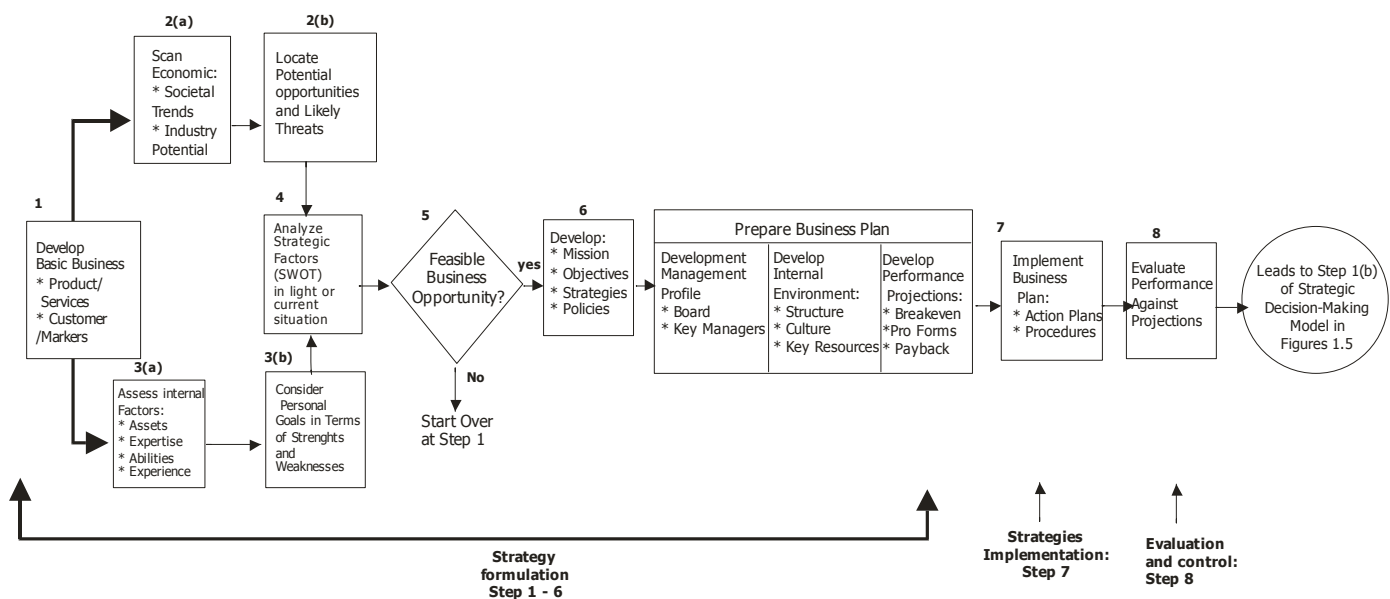 2(a)
Scan
Economic:
* Societal
Trends
* Industry
Potential
2(b)
Locate
Potential
opportunities
and Likely
Threats
1
Develop
Basic Business
* Product/
Services
* Customer
/Markers
3(a)
Assess internal
Factors:
* Assets
* Expertise
* Abilities
* Experience
3(b)
Consider
Personal
Goals in Terms
of Strenght and
Weaknesses
4
Analyze
Strategic
Factors
(SWOT)
in light or
current
situation
5
Feasible
Business
Opportunity?
yes
No
Start Over
at Step 1
6
Develop:
* Mission
* Objectives
* Strategies
* Policies
Prepare Business Plan
Development
Management
Profile
* Board
* Key Managers
Develop
Internal
Environment:
* Structure
* Culture
* Key Resources
Develop
Performance
Projections:
* Breakeven
*Pro Forms
* Payback
7
Implement
Business
Plan:
* Action Plans
* Procedures
8
Evaluate
Performance
Against
Projections
Leads to Step 1(b)
of Strategic
Decision-Making
Model in
Figures 1.5
Strategy
formulation
Step 1 - 6
Strategies
Implementation:
Step 7
Evaluation
and control:
Step 8